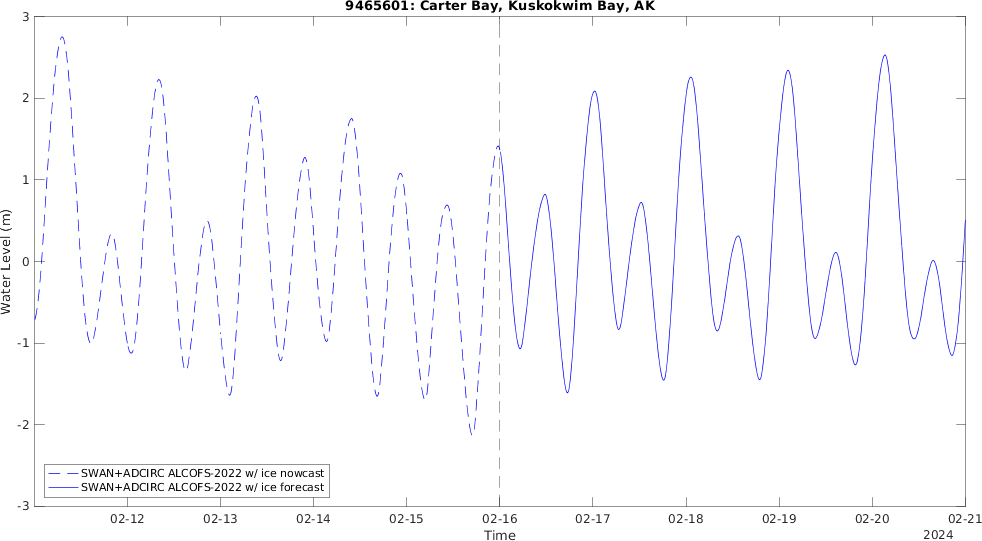 9465601: Carter Bay, Kuskokwim Bay, AK
Water Level (m)
3
2
1
0
-1
-2
-3
SWAN+ADCIRC ALCOFS-2022 w/ ice nowcast
SWAN+ADCIRC ALCOFS-2022 w/ ice forecast
02-12 02-13 02-14 02-15 02-16 02-17 02-18 02-19 02-20 02-21
Time
2024